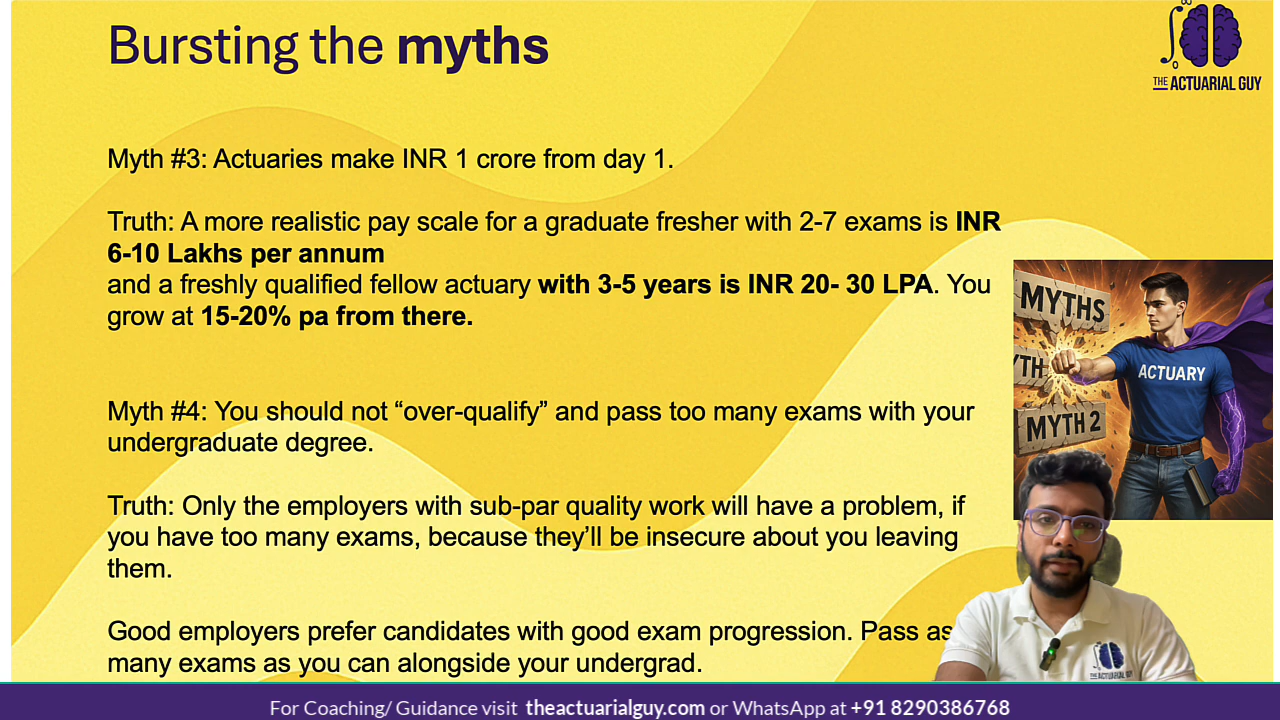 Bursting the myths
THE ACTUARIAL GUY
Myth #3: Actuaries make INR 1 crore from day 1.
Truth: A more realistic pay scale for a graduate fresher with 2-7 exams is INR
6-10 Lakhs per annum
and a freshly qualified fellow actuary with 3-5 years is INR 20- 30 LPA. You
grow at 15-20% pa from there.
MYTHS
YTH
ACTUARY
MYTH 2
Myth #4: You should not “over-qualify” and pass too many exams with your
undergraduate degree.
Truth: Only the employers with sub-par quality work will have a problem, if
you have too many exams, because they’ll be insecure about you leaving
them.
Good employers prefer candidates with good exam progression. Pass as
many exams as you can alongside your undergrad.
THE ACTUARIAL GUY
For Coaching/ Guidance visit theactuarialguy.com or WhatsApp at +91 8290386768